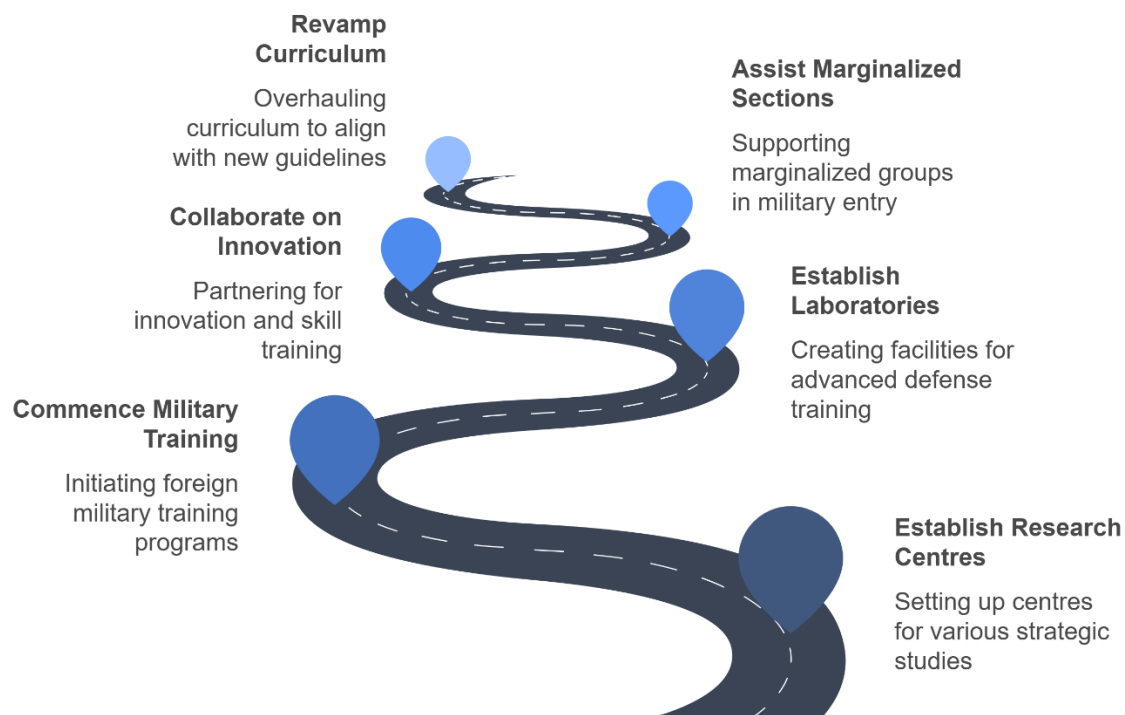 Revamp
Curriculum
Overhauling
curriculum to align
with new guidelines
Assist Marginalized
Sections
Supporting
marginalized groups
in military entry
Collaborate on
Innovation
Partnering for
innovation and skill
training
Establish
Laboratories
Creating facilities for
advanced defense
training
Commence Military
Training
Initiating foreign
military training
programs
Establish Research
Centres
Setting up centres
for various strategic
studies